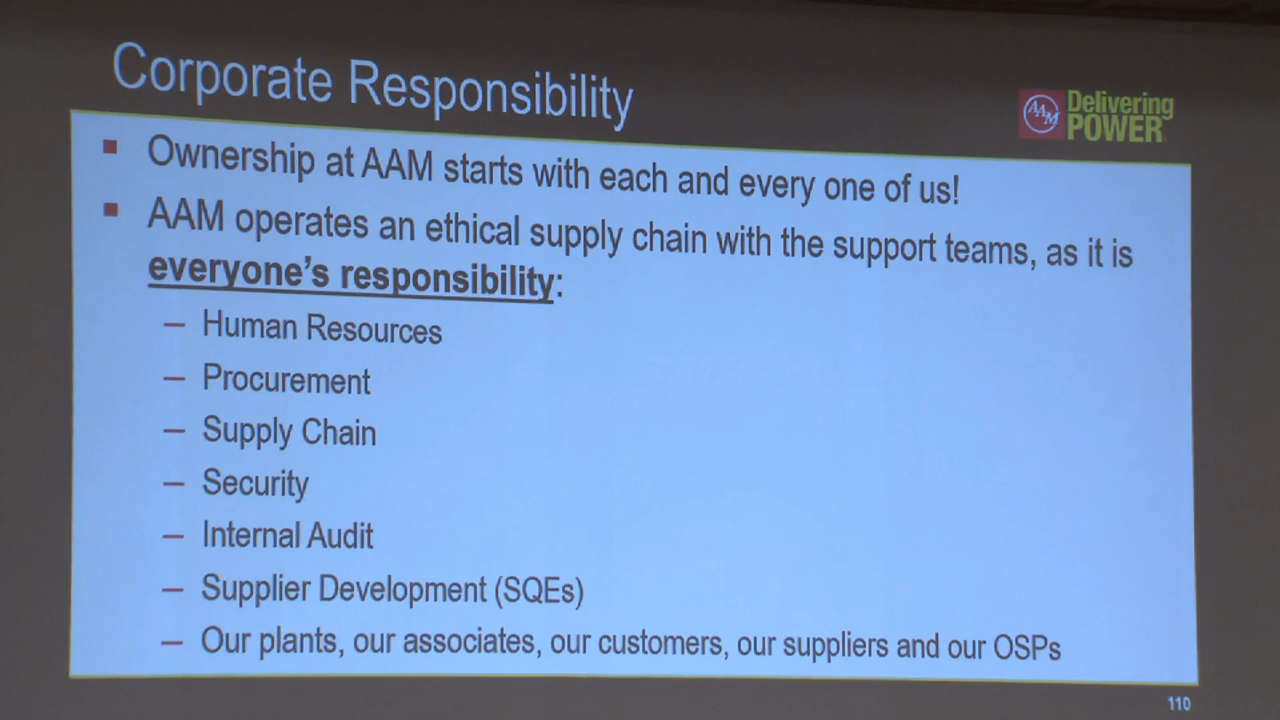 Corporate Responsibility
AAM Delivering
POWER
Ownership at AAM starts with each and every one of us!
AAM operates an ethical supply chain with the support teams, as it is
everyone's responsibility:
– Human Resources
– Procurement
– Supply Chain
– Security
– Internal Audit
– Supplier Development (SQEs)
– Our plants, our associates, our customers, our suppliers and our OSPs
110